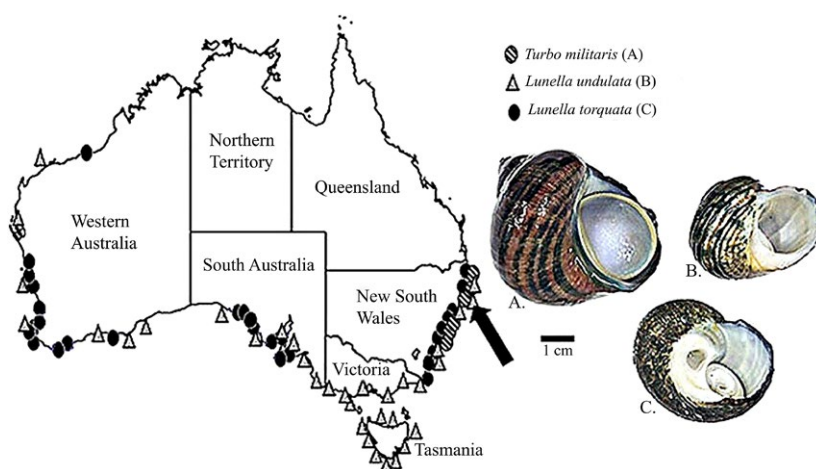 Turbo militaris (A)
Lunella undulata (B)
Lunella torquata (C)
Northern
Territory
Queensland
Western
Australia
South Australia
New South
Wales
Victoria
Tasmania
A.
B.
1 cm
C.